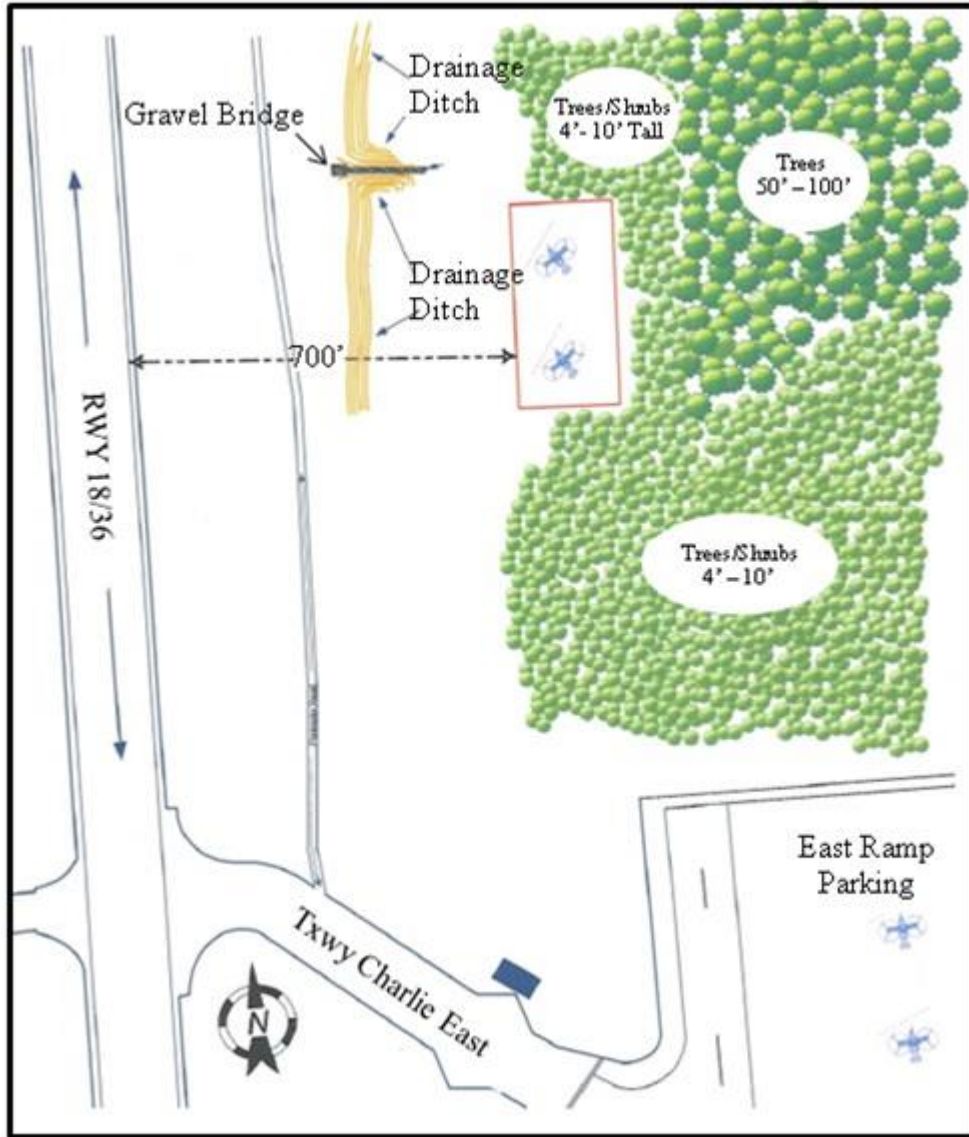 Drainage
Ditch
Gravel Bridge
Trees/Shrubs
4'- 10' Tall
Trees
50' – 100'
Drainage
Ditch
700'
RWY 18/36
Trees/Shrubs
4' – 10'
East Ramp
Parking
Txwy Charlie East
N